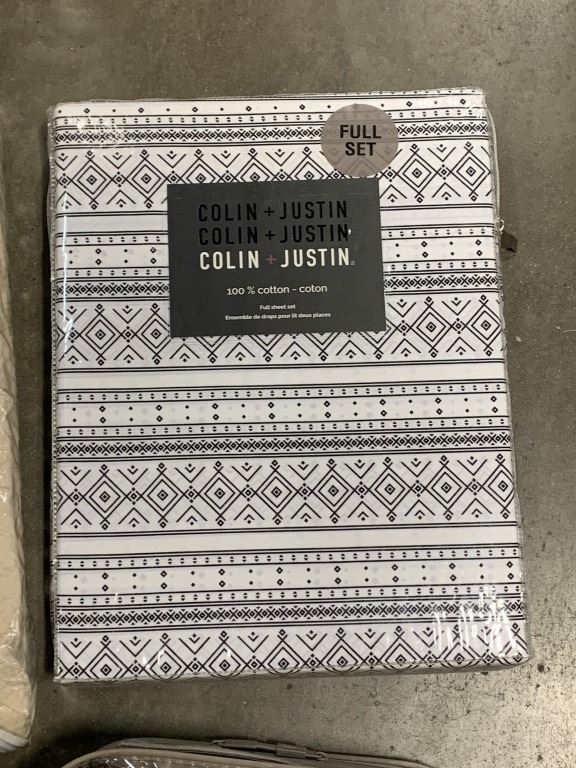 FULL
SET
COLIN + JUSTIN
COLIN + JUSTIN
COLIN + JUSTIN
100 % cotton - coton
Full sheet set
Ensemble de draps pour lit deux places